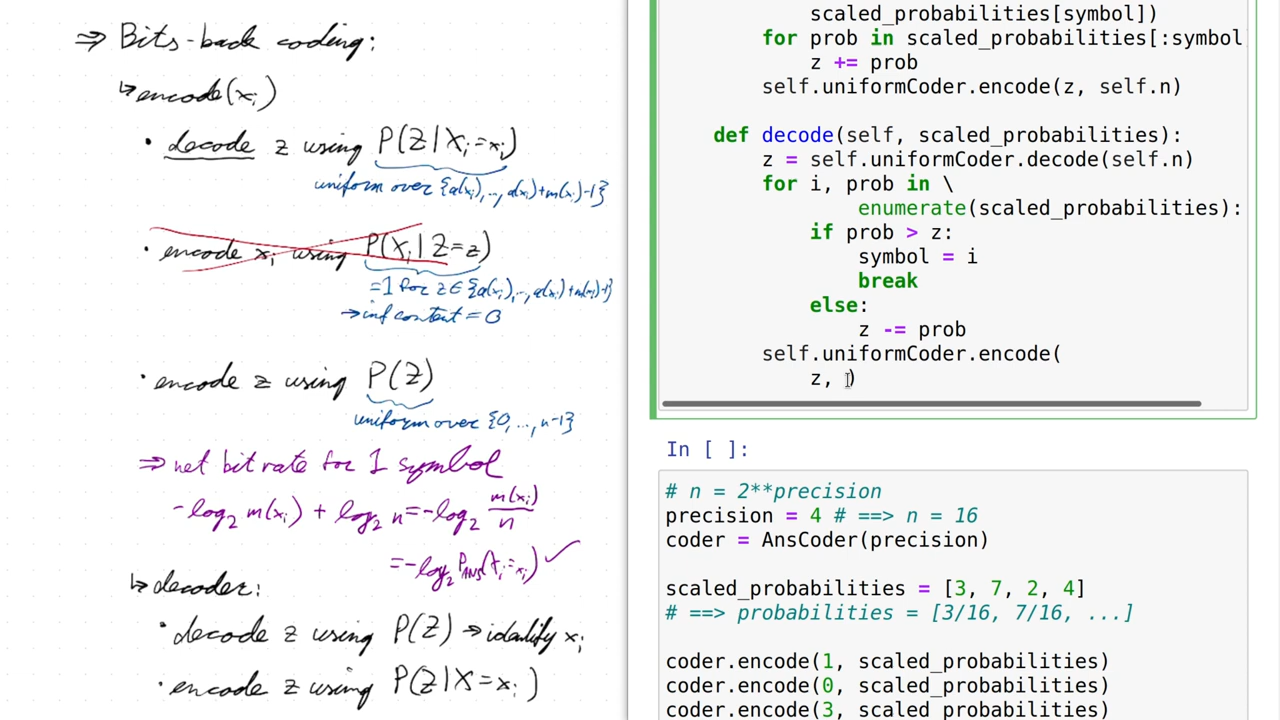 ⇒ Bits-back coding:
↳ encode(xᵢ)
• decode z using P(Z|Xᵢ=xᵢ)
uniform over {a(xᵢ),..,a(xᵢ)+m(xᵢ)-1}
• encode xᵢ using P(Xᵢ|Z=z)
=1 for z∈{a(xᵢ),..,a(xᵢ)+m(xᵢ)-1}
→ inf content = 0
• encode z using P(Z)
uniform over {0,...,n-1}
⇒ net bit rate for 1 symbol
-log₂ m(xᵢ) + log₂ n = -log₂ m(xᵢ)/n
= -log₂ P_ANS(Xᵢ=xᵢ) ✓
↳ decoder:
• decode z using P(Z) → identify xᵢ
• encode z using P(Z|X=xᵢ)
scaled_probabilities[symbol])
for prob in scaled_probabilities[:symbol
z += prob
self.uniformCoder.encode(z, self.n)
def decode(self, scaled_probabilities):
z = self.uniformCoder.decode(self.n)
for i, prob in \
enumerate(scaled_probabilities):
if prob > z:
symbol = i
break
else:
z -= prob
self.uniformCoder.encode(
z, )
In [ ]:
# n = 2**precision
precision = 4 # ==> n = 16
coder = AnsCoder(precision)
scaled_probabilities = [3, 7, 2, 4]
# ==> probabilities = [3/16, 7/16, ...]
coder.encode(1, scaled_probabilities)
coder.encode(0, scaled_probabilities)
coder.encode(3, scaled_probabilities)